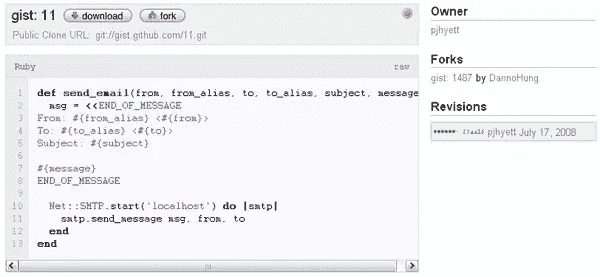 gist: 11 download fork
Public Clone URL: git://gist.github.com/11.git
Ruby raw
1 def send_email(from, from_alias, to, to_alias, subject, message
2 msg = <<END_OF_MESSAGE
3 From: #{from_alias} <#{from}>
4 To: #{to_alias} <#{to}>
5 Subject: #{subject}
6
7 #{message}
8 END_OF_MESSAGE
9
10 Net::SMTP.start('localhost') do |smtp|
11 smtp.send_message msg, from, to
12 end
13 end
Owner
pjhyett
Forks
gist: 1487 by DannoHung
Revisions
pjhyett July 17, 2008